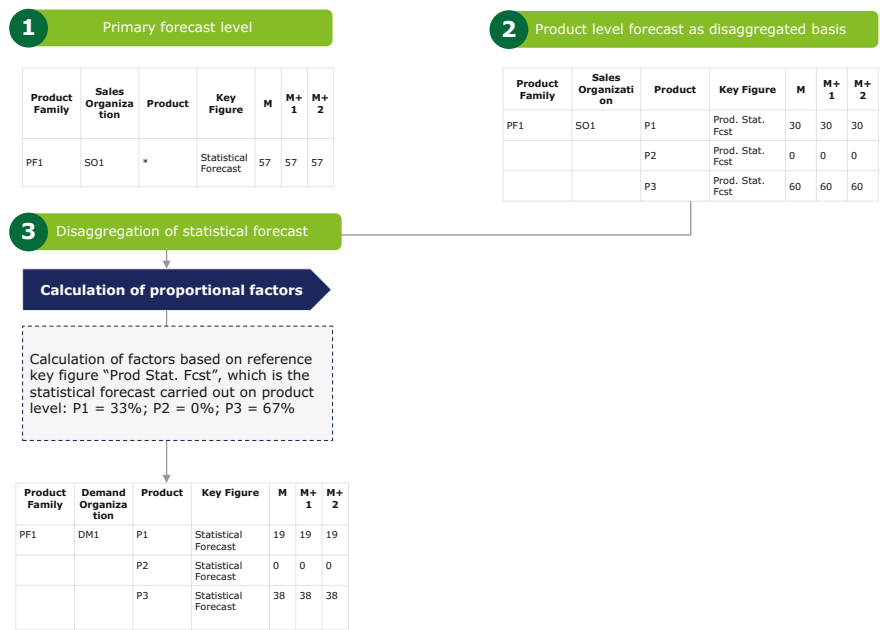 1 Primary forecast level
Product Family | Sales Organiza tion | Product | Key Figure | M | M+ 1 | M+ 2
PF1 | SO1 | * | Statistical Forecast | 57 | 57 | 57
2 Product level forecast as disaggregated basis
Product Family | Sales Organizati on | Product | Key Figure | M | M+ 1 | M+ 2
PF1 | SO1 | P1 | Prod. Stat. Fcst | 30 | 30 | 30
P2 | Prod. Stat. Fcst | 0 | 0 | 0
P3 | Prod. Stat. Fcst | 60 | 60 | 60
3 Disaggregation of statistical forecast
Calculation of proportional factors
Calculation of factors based on reference
key figure “Prod Stat. Fcst”, which is the
statistical forecast carried out on product
level: P1 = 33%; P2 = 0%; P3 = 67%
Product Family | Demand Organiza tion | Product | Key Figure | M | M+ 1 | M+ 2
PF1 | DM1 | P1 | Statistical Forecast | 19 | 19 | 19
P2 | Statistical Forecast | 0 | 0 | 0
P3 | Statistical Forecast | 38 | 38 | 38